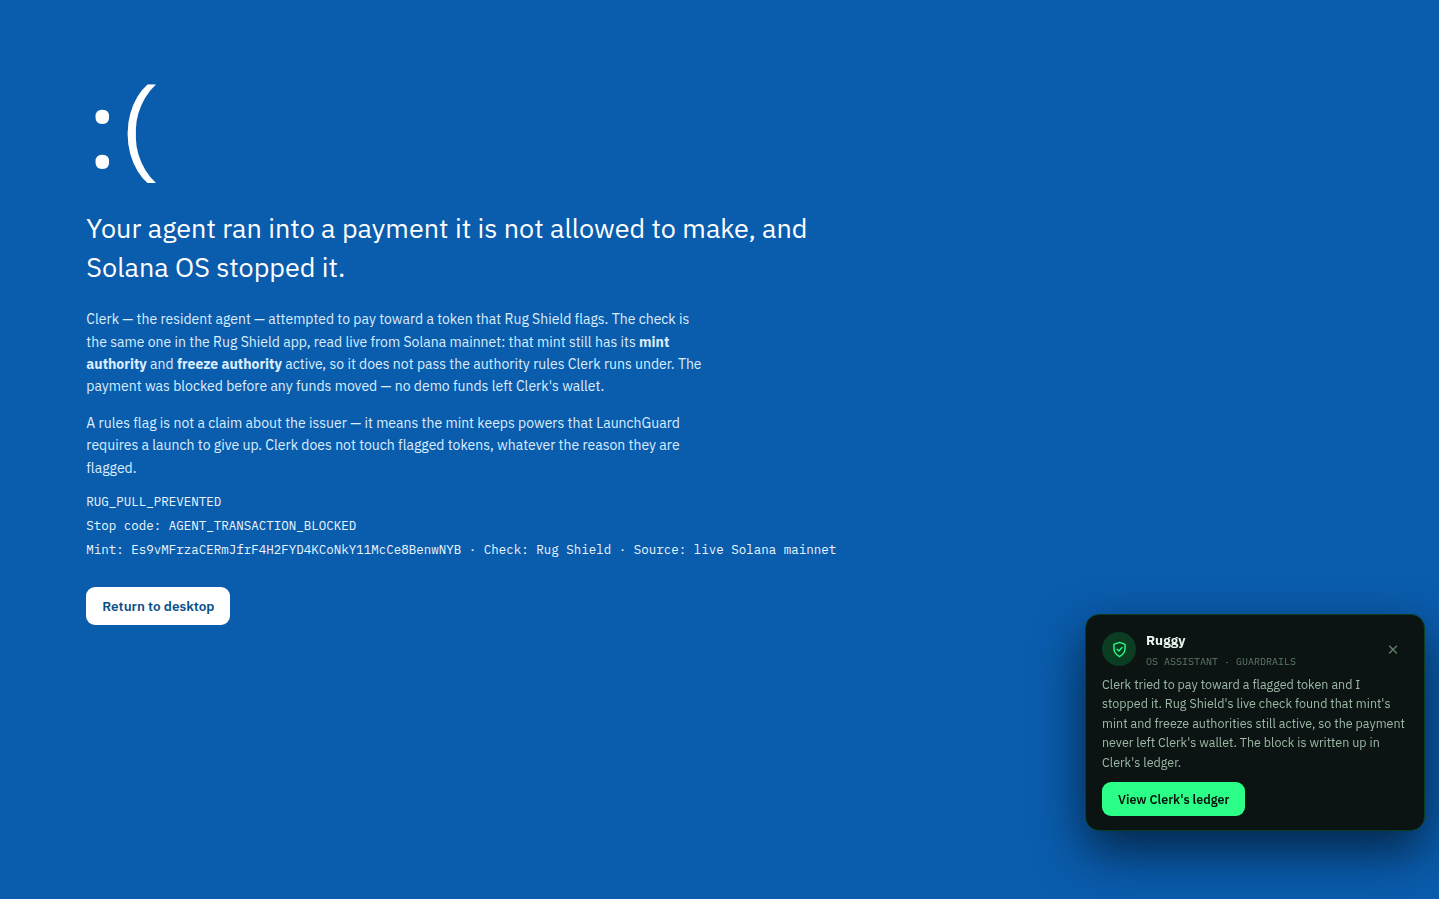 :(
Your agent ran into a payment it is not allowed to make, and
Solana OS stopped it.
Clerk — the resident agent — attempted to pay toward a token that Rug Shield flags. The check is
the same one in the Rug Shield app, read live from Solana mainnet: that mint still has its mint
authority and freeze authority active, so it does not pass the authority rules Clerk runs under. The
payment was blocked before any funds moved — no demo funds left Clerk's wallet.
A rules flag is not a claim about the issuer — it means the mint keeps powers that LaunchGuard
requires a launch to give up. Clerk does not touch flagged tokens, whatever the reason they are
flagged.
RUG_PULL_PREVENTED
Stop code: AGENT_TRANSACTION_BLOCKED
Mint: Es9vMFrzaCERmJfrF4H2FYD4KCoNkY11McCe8BenwNYB · Check: Rug Shield · Source: live Solana mainnet
Return to desktop
Ruggy
OS ASSISTANT · GUARDRAILS
Clerk tried to pay toward a flagged token and I
stopped it. Rug Shield's live check found that mint's
mint and freeze authorities still active, so the payment
never left Clerk's wallet. The block is written up in
Clerk's ledger.
View Clerk's ledger